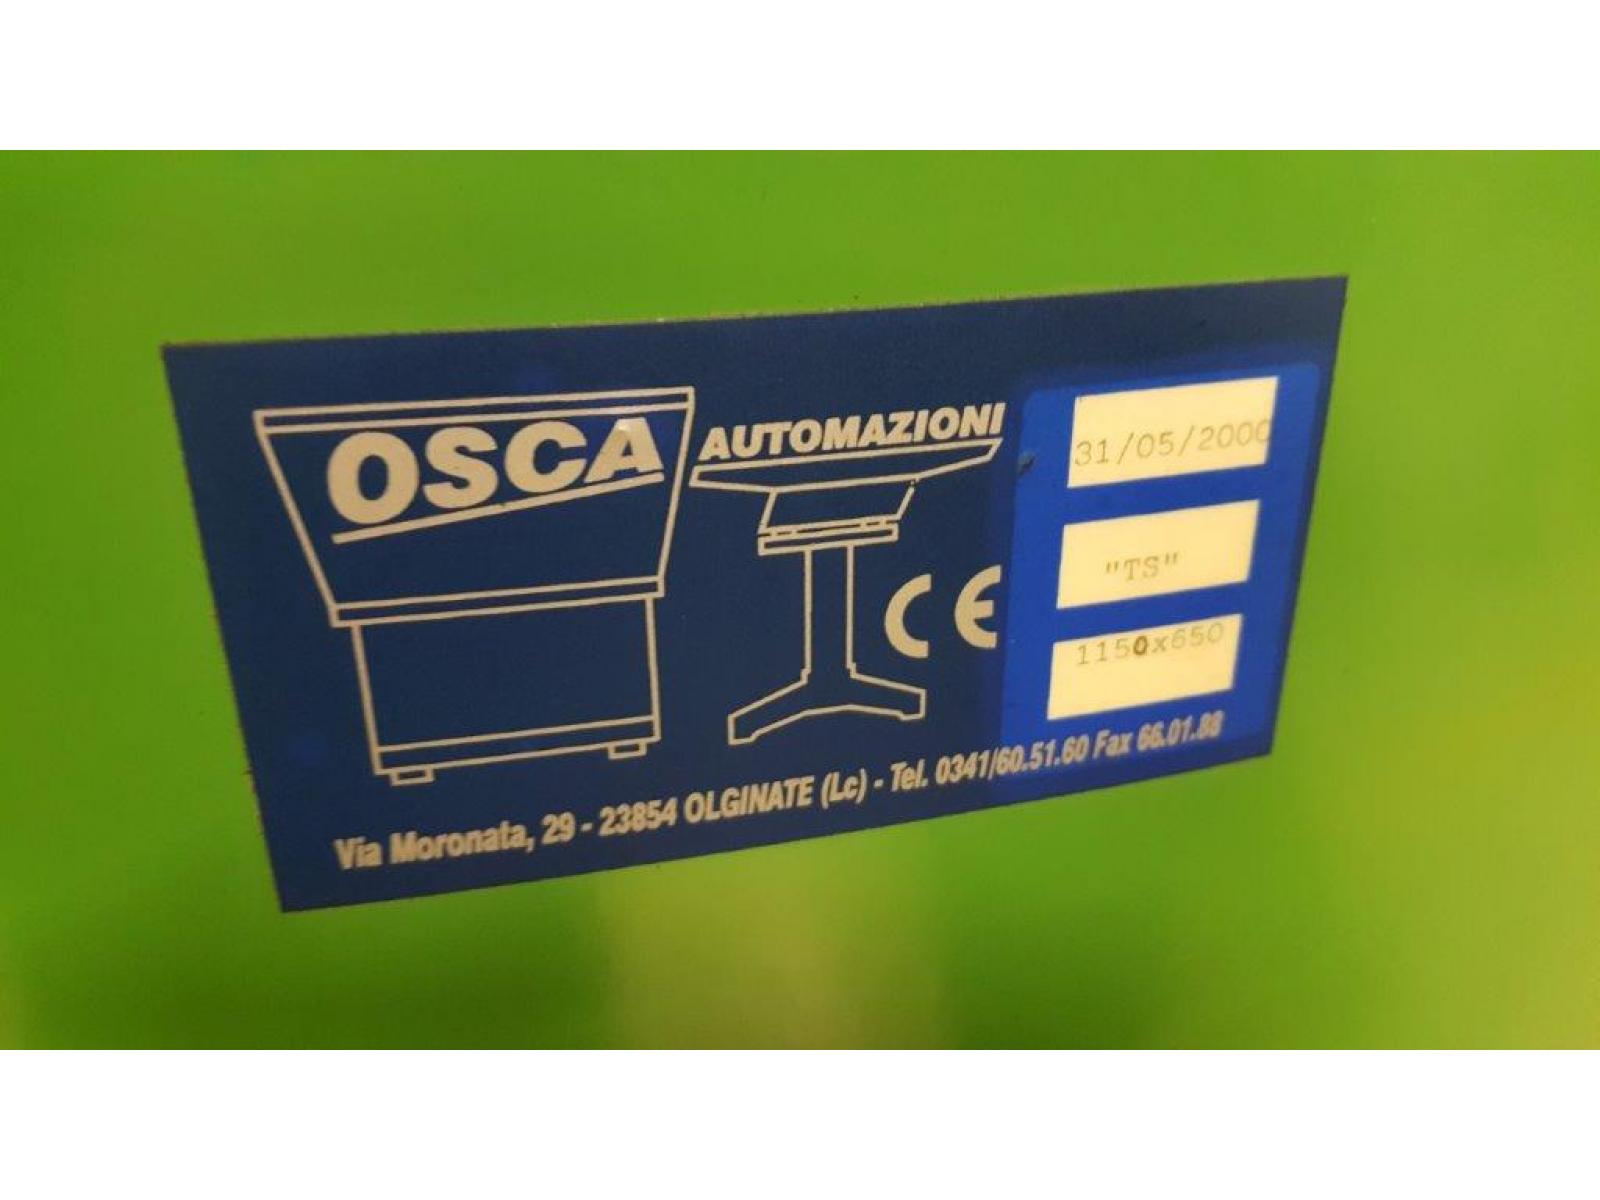 OSCA AUTOMAZIONI
CE
31/05/2000
"TS"
1150x650
Via Moronata, 29 - 23854 OLGINATE (Lc) - Tel. 0341/60.51.60 Fax 66.01.88